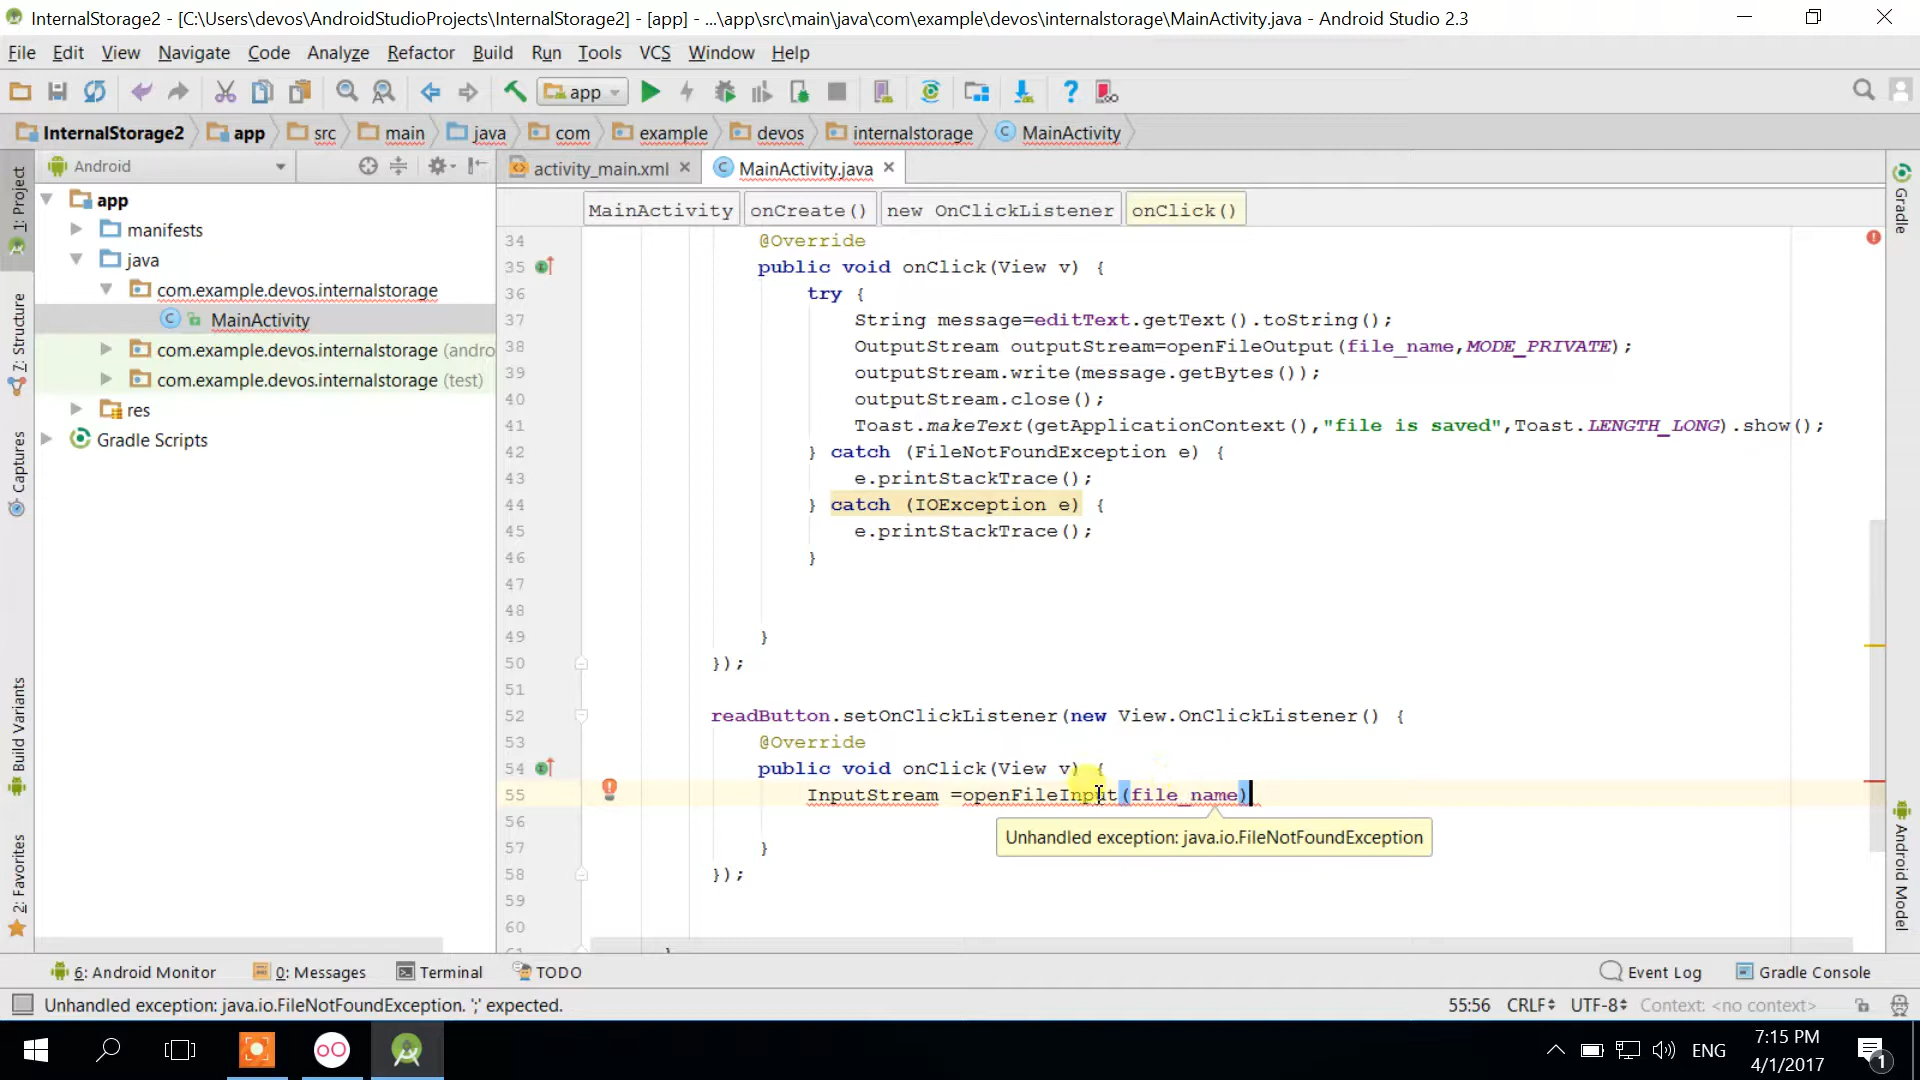 InternalStorage2 - [C:\Users\devos\AndroidStudioProjects\InternalStorage2] - [app] - ...\app\src\main\java\com\example\devos\internalstorage\MainActivity.java - Android Studio 2.3
File Edit View Navigate Code Analyze Refactor Build Run Tools VCS Window Help
app
InternalStorage2 app src main java com example devos internalstorage MainActivity
Android
activity_main.xml MainActivity.java
MainActivity onCreate() new OnClickListener onClick()
1: Project
7: Structure
Captures
Build Variants
2: Favorites
app
manifests
java
com.example.devos.internalstorage
MainActivity
com.example.devos.internalstorage (andro
com.example.devos.internalstorage (test)
res
Gradle Scripts
34 @Override
35 public void onClick(View v) {
36 try {
37 String message=editText.getText().toString();
38 OutputStream outputStream=openFileOutput(file_name,MODE_PRIVATE);
39 outputStream.write(message.getBytes());
40 outputStream.close();
41 Toast.makeText(getApplicationContext(),"file is saved",Toast.LENGTH_LONG).show();
42 } catch (FileNotFoundException e) {
43 e.printStackTrace();
44 } catch (IOException e) {
45 e.printStackTrace();
46 }
47
48
49 }
50 });
51
52 readButton.setOnClickListener(new View.OnClickListener() {
53 @Override
54 public void onClick(View v) {
55 InputStream =openFileInput(file_name)
56
Unhandled exception: java.io.FileNotFoundException
57 }
58 });
59
60
61 }
Gradle
Android Model
6: Android Monitor 0: Messages Terminal TODO Event Log Gradle Console
Unhandled exception: java.io.FileNotFoundException. ';' expected. 55:56 CRLF UTF-8 Context: <no context>
ENG
7:15 PM
4/1/2017
1